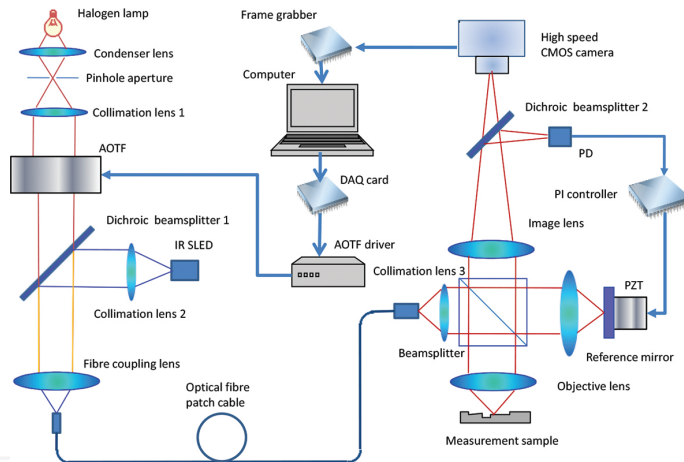 Halogen lamp
Condenser lens
Pinhole aperture
Collimation lens 1
AOTF
Dichroic beamsplitter 1
IR SLED
Collimation lens 2
Fibre coupling lens
Optical fibre
patch cable
Frame grabber
Computer
DAQ card
AOTF driver
High speed
CMOS camera
Dichroic beamsplitter 2
PD
PI controller
Image lens
Collimation lens 3
PZT
Beamsplitter
Reference mirror
Objective lens
Measurement sample